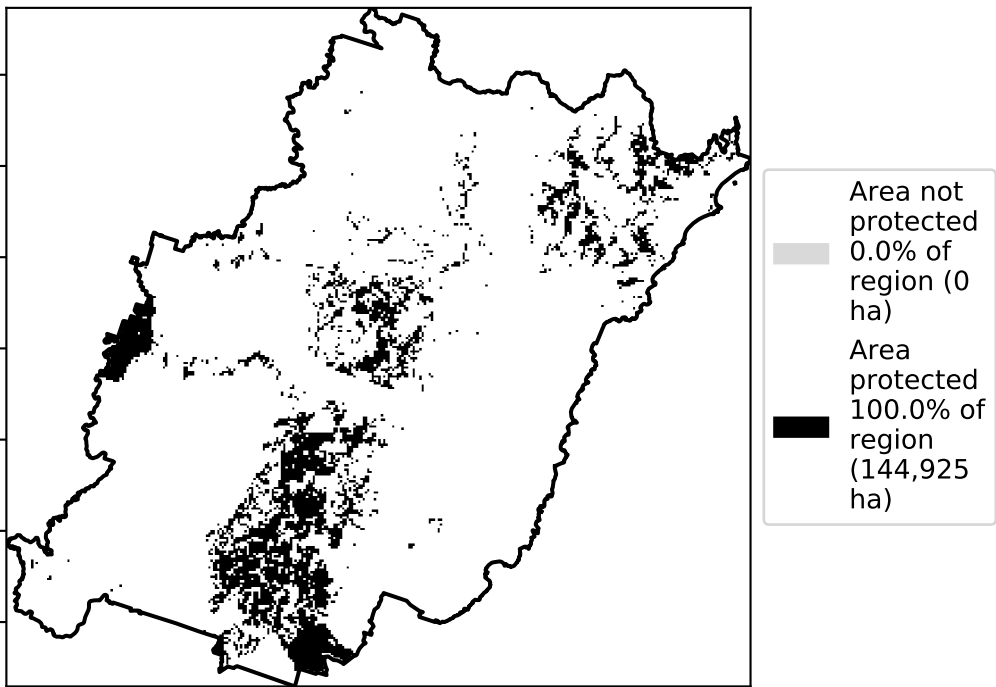 Area not
protected
0.0% of
region (0
ha)
Area
protected
100.0% of
region
(144,925
ha)